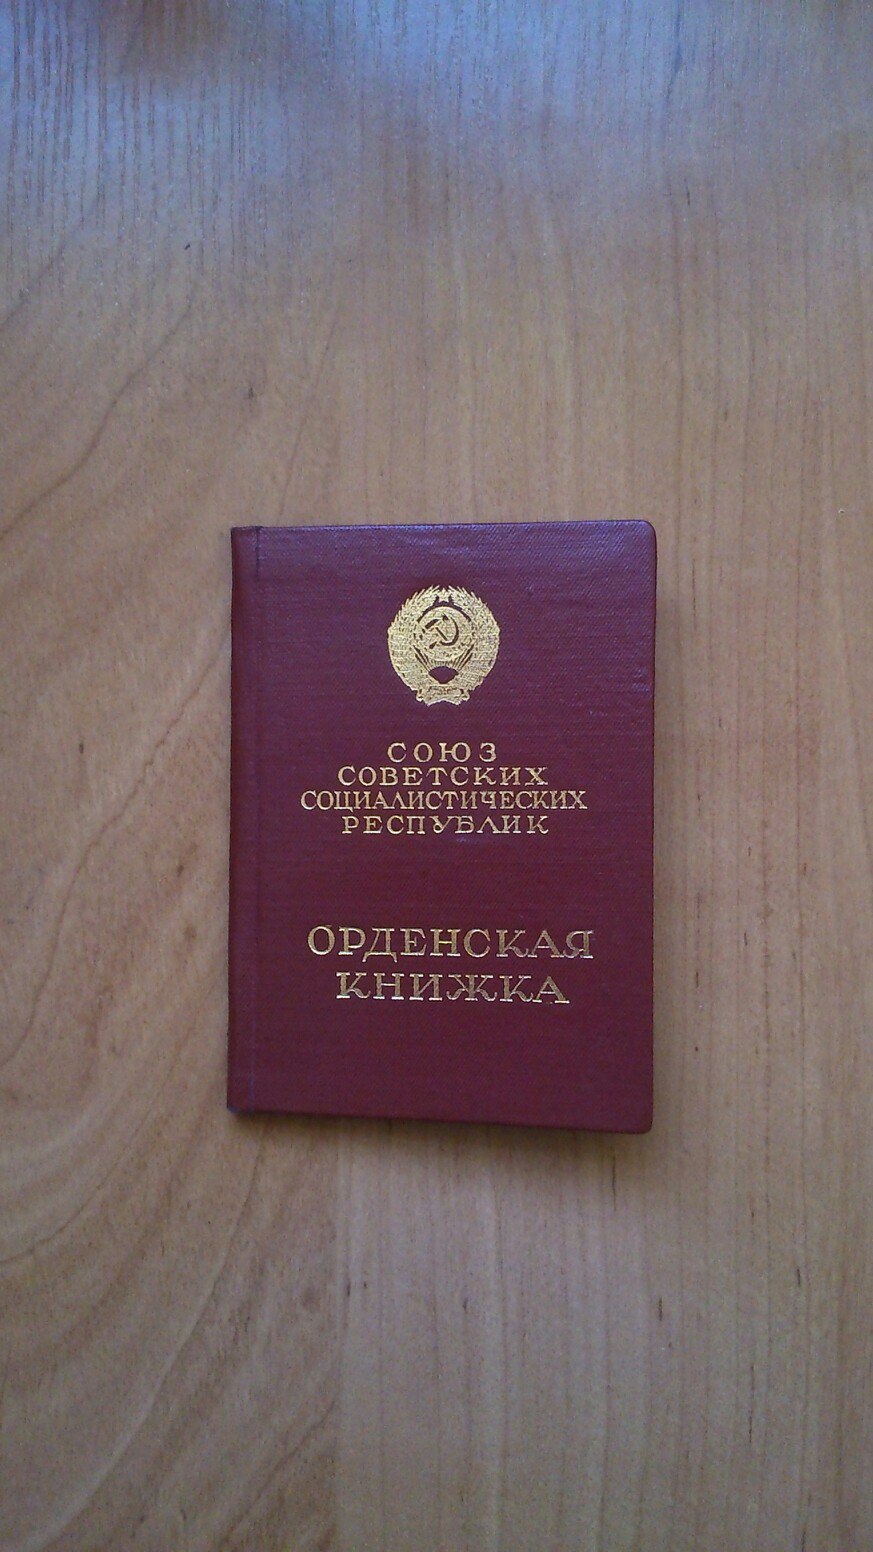 СОЮЗ
СОВЕТСКИХ
СОЦИАЛИСТИЧЕСКИХ
РЕСПУБЛИК
ОРДЕНСКАЯ
КНИЖКА